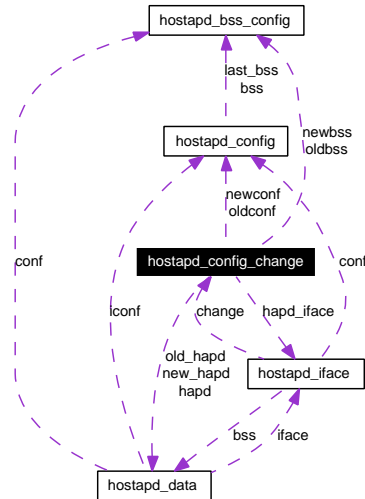 hostapd_bss_config
last_bss
bss
newbss
oldbss
hostapd_config
newconf
oldconf
conf
iconf
conf
hostapd_config_change
change
hapd_iface
old_hapd
new_hapd
hapd
hostapd_iface
bss
iface
hostapd_data